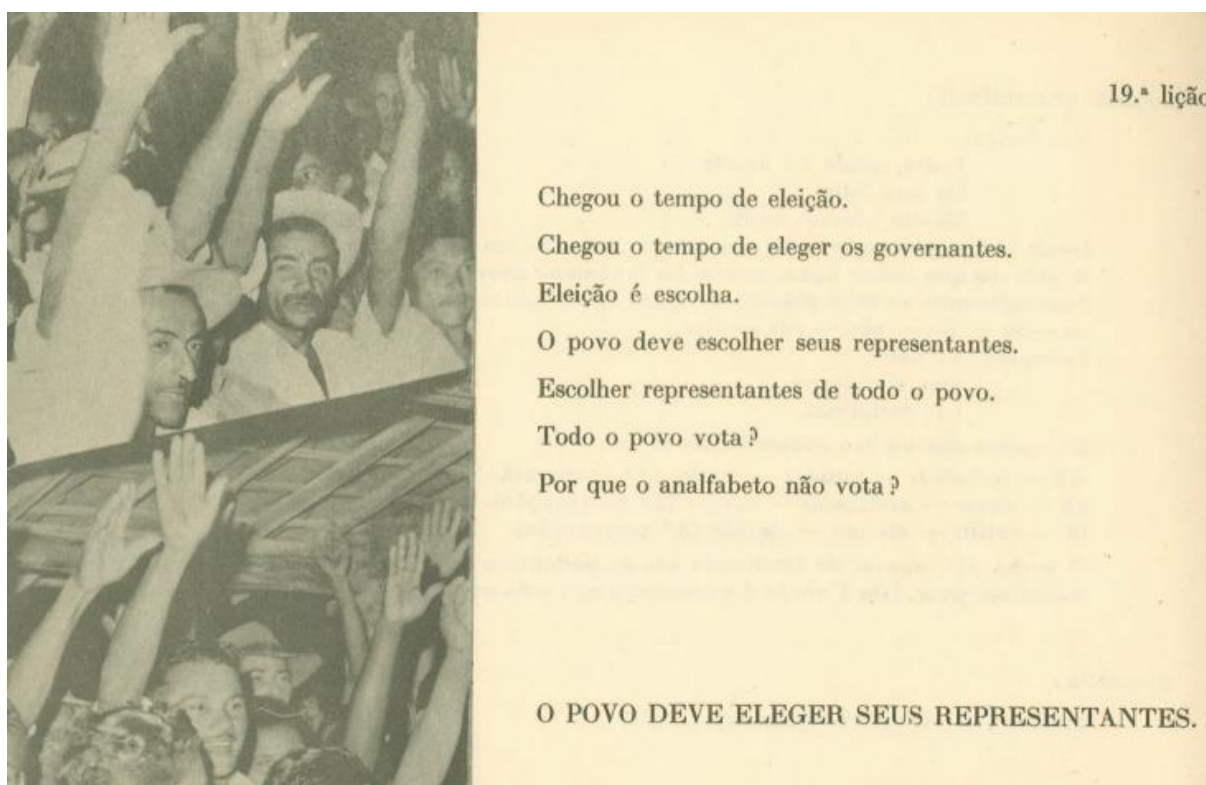 19.ª lição
Chegou o tempo de eleição.
Chegou o tempo de eleger os governantes.
Eleição é escolha.
O povo deve escolher seus representantes.
Escolher representantes de todo o povo.
Todo o povo vota?
Por que o analfabeto não vota?
O POVO DEVE ELEGER SEUS REPRESENTANTES.